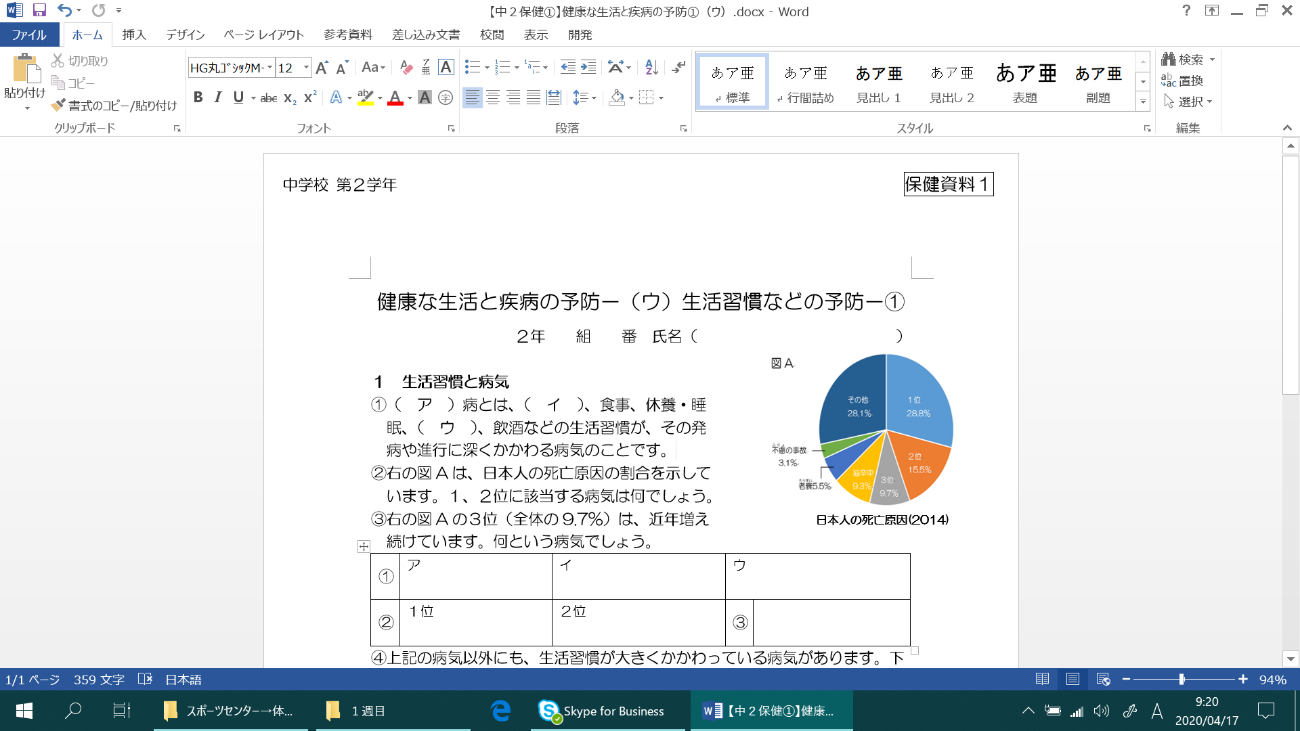 【中２保健①】健康な生活と疾病の予防①（ウ）.docx - Word
ファイル ホーム 挿入 デザイン ページ レイアウト 参考資料 差し込み文書 校閲 表示 開発
貼り付け
切り取り
コピー
書式のコピー/貼り付け
クリップボード
HG丸ｺﾞｼｯｸM- 12
フォント
段落
あア亜 標準
あア亜 行間詰め
あア亜 見出し 1
あア亜 見出し 2
あア亜 表題
あア亜 副題
スタイル
検索
置換
選択
編集
中学校 第２学年
保健資料１
健康な生活と疾病の予防ー（ウ）生活習慣などの予防ー①
２年　　組　　番　氏名（　　　　　　　　　　　　　）
１　生活習慣と病気
①（　ア　）病とは、（　イ　）、食事、休養・睡
眠、（　ウ　）、飲酒などの生活習慣が、その発
病や進行に深くかかわる病気のことです。
②右の図Ａは、日本人の死亡原因の割合を示して
います。１、２位に該当する病気は何でしょう。
③右の図Ａの３位（全体の9.7%）は、近年増え
続けています。何という病気でしょう。
図Ａ
その他
28.1%
１位
28.8%
不慮の事故
3.1%
２位
15.5%
老衰5.5%
脳卒中
9.3%
３位
9.7%
日本人の死亡原因(2014)
① ア イ ウ
② １位 ２位 ③
④上記の病気以外にも、生活習慣が大きくかかわっている病気があります。下
1/1 ページ 359 文字 日本語
94%
スポーツセンター→体...
１週目
Skype for Business
【中２保健①】健康...
A
9:20
2020/04/17